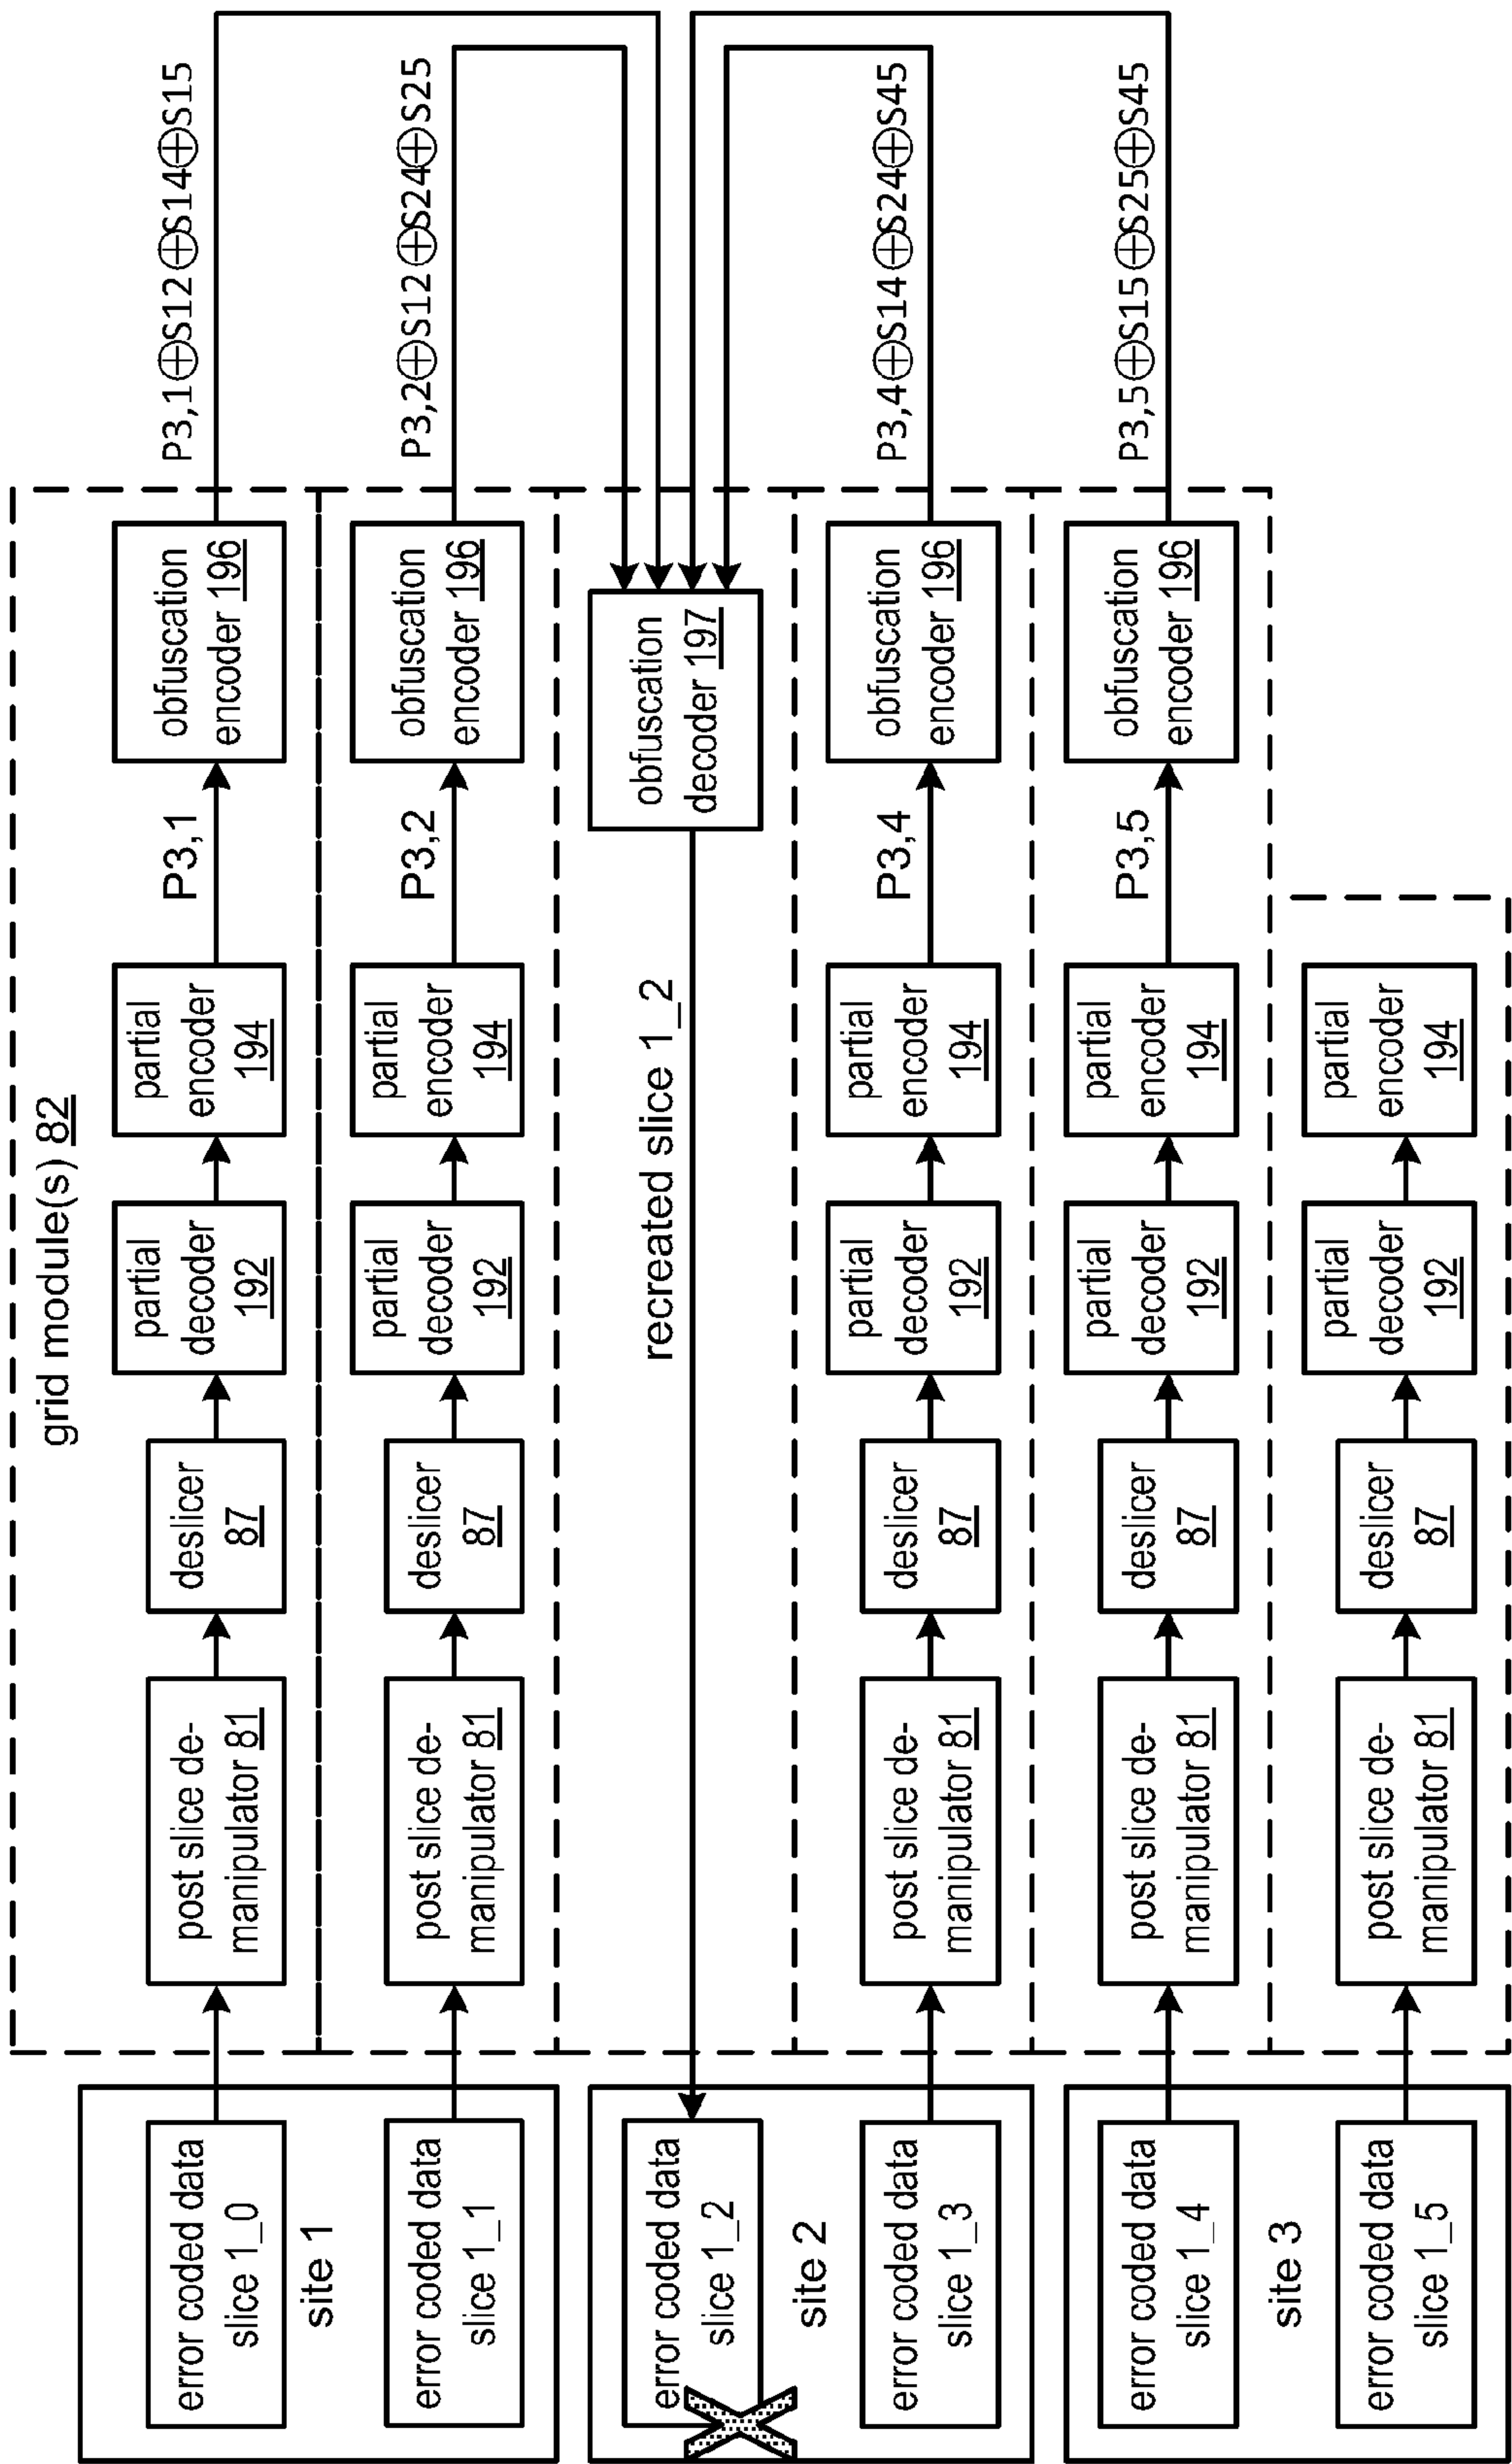 grid module(s) 82
error coded data
slice 1_0
post slice de-
manipulator 81
deslicer
87
partial
decoder
192
partial
encoder
194
P3,1
obfuscation
encoder 196
P3,1⊕S12⊕S14⊕S15
site 1
error coded data
slice 1_1
post slice de-
manipulator 81
deslicer
87
partial
decoder
192
partial
encoder
194
P3,2
obfuscation
encoder 196
P3,2⊕S12⊕S24⊕S25
error coded data
slice 1_2
recreated slice 1_2
obfuscation
decoder 197
site 2
error coded data
slice 1_3
post slice de-
manipulator 81
deslicer
87
partial
decoder
192
partial
encoder
194
P3,4
obfuscation
encoder 196
P3,4⊕S14⊕S24⊕S45
error coded data
slice 1_4
post slice de-
manipulator 81
deslicer
87
partial
decoder
192
partial
encoder
194
P3,5
obfuscation
encoder 196
P3,5⊕S15⊕S25⊕S45
site 3
error coded data
slice 1_5
post slice de-
manipulator 81
deslicer
87
partial
decoder
192
partial
encoder
194